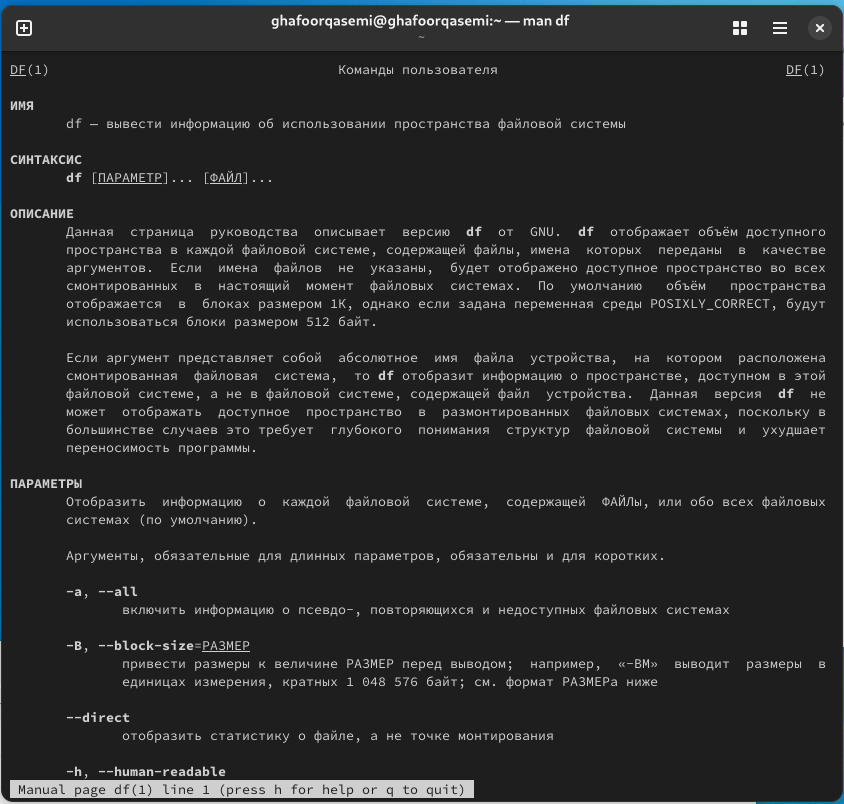 ghafoorqasemi@ghafoorqasemi:~ — man df
~
DF(1) Команды пользователя DF(1)
ИМЯ
df — вывести информацию об использовании пространства файловой системы
СИНТАКСИС
df [ПАРАМЕТР]... [ФАЙЛ]...
ОПИСАНИЕ
Данная страница руководства описывает версию df от GNU. df отображает объём доступного
пространства в каждой файловой системе, содержащей файлы, имена которых переданы в качестве
аргументов. Если имена файлов не указаны, будет отображено доступное пространство во всех
смонтированных в настоящий момент файловых системах. По умолчанию объём пространства
отображается в блоках размером 1K, однако если задана переменная среды POSIXLY_CORRECT, будут
использоваться блоки размером 512 байт.
Если аргумент представляет собой абсолютное имя файла устройства, на котором расположена
смонтированная файловая система, то df отобразит информацию о пространстве, доступном в этой
файловой системе, а не в файловой системе, содержащей файл устройства. Данная версия df не
может отображать доступное пространство в размонтированных файловых системах, поскольку в
большинстве случаев это требует глубокого понимания структур файловой системы и ухудшает
переносимость программы.
ПАРАМЕТРЫ
Отобразить информацию о каждой файловой системе, содержащей ФАЙЛы, или обо всех файловых
системах (по умолчанию).
Аргументы, обязательные для длинных параметров, обязательны и для коротких.
-a, --all
включить информацию о псевдо-, повторяющихся и недоступных файловых системах
-B, --block-size=РАЗМЕР
привести размеры к величине РАЗМЕР перед выводом; например, «-BM» выводит размеры в
единицах измерения, кратных 1 048 576 байт; см. формат РАЗМЕРа ниже
--direct
отобразить статистику о файле, а не точке монтирования
-h, --human-readable
Manual page df(1) line 1 (press h for help or q to quit)